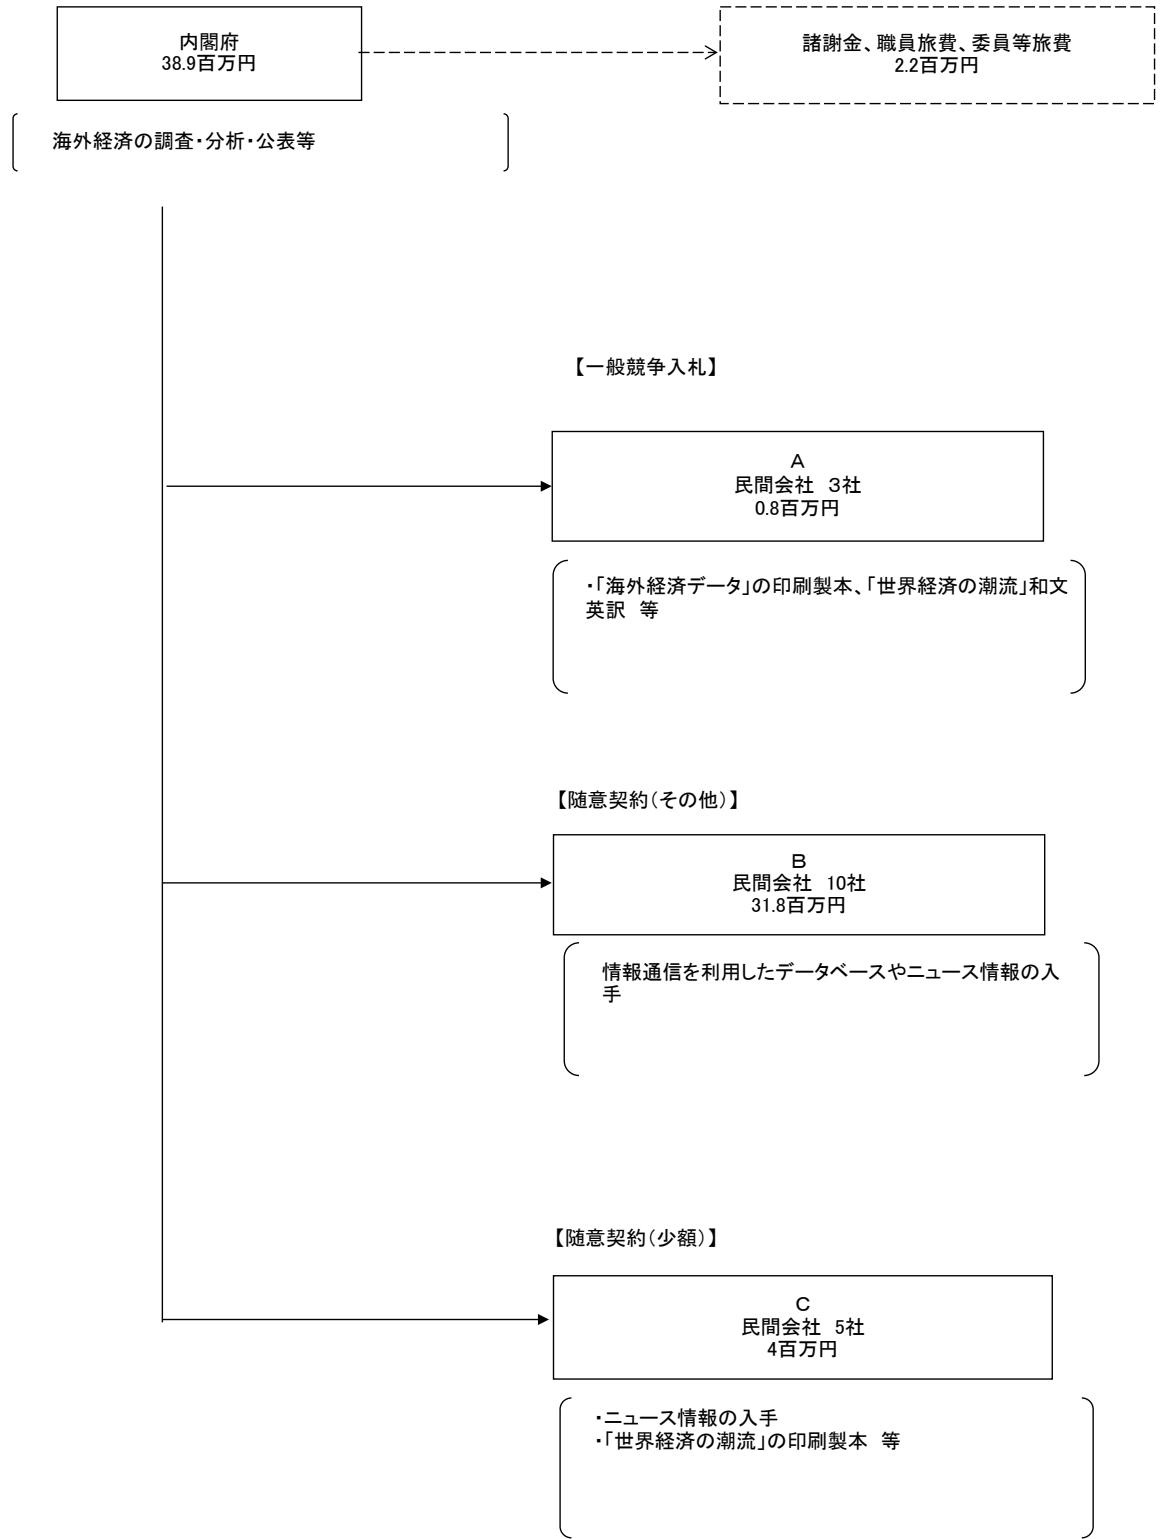 内閣府
38.9百万円
諸謝金、職員旅費、委員等旅費
2.2百万円
海外経済の調査・分析・公表等
【一般競争入札】
A
民間会社　3社
0.8百万円
・「海外経済データ」の印刷製本、「世界経済の潮流」和文
英訳　等
【随意契約（その他）】
B
民間会社　10社
31.8百万円
情報通信を利用したデータベースやニュース情報の入
手
【随意契約（少額）】
C
民間会社　5社
4百万円
・ニュース情報の入手
・「世界経済の潮流」の印刷製本　等